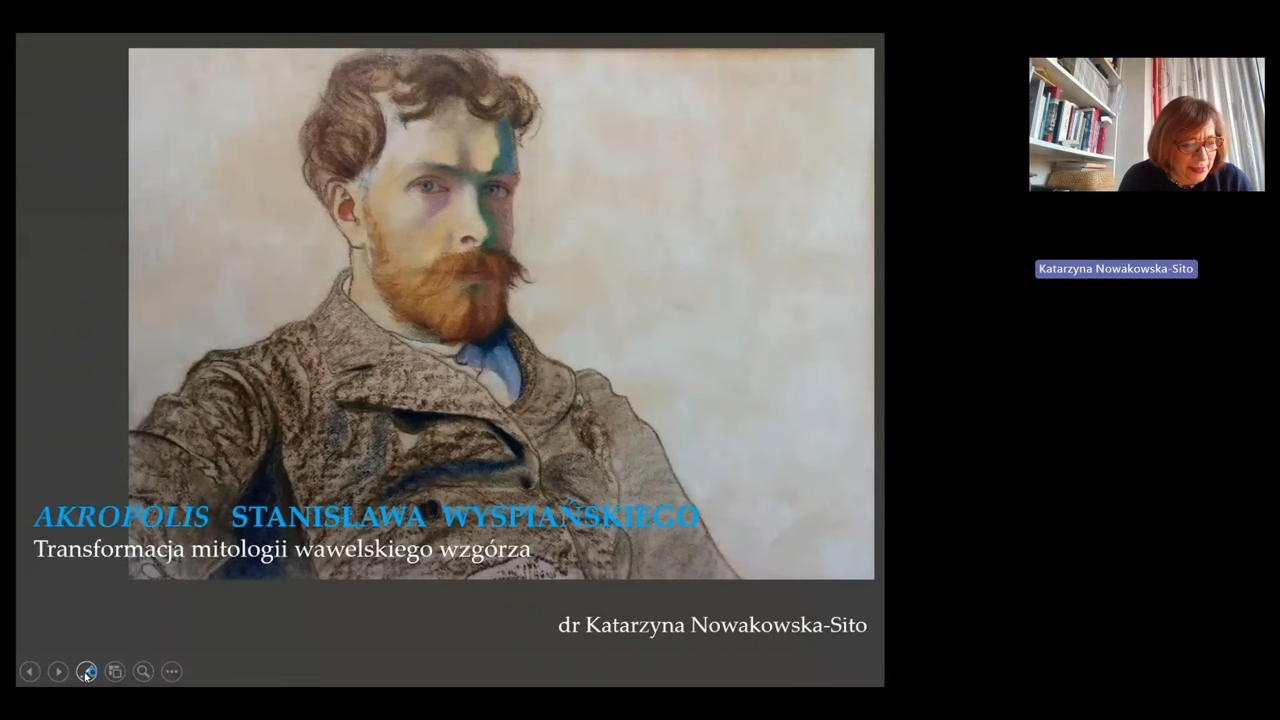 AKROPOLIS STANISŁAWA WYSPIAŃSKIEGO
Transformacja mitologii wawelskiego wzgórza
dr Katarzyna Nowakowska-Sito
Katarzyna Nowakowska-Sito